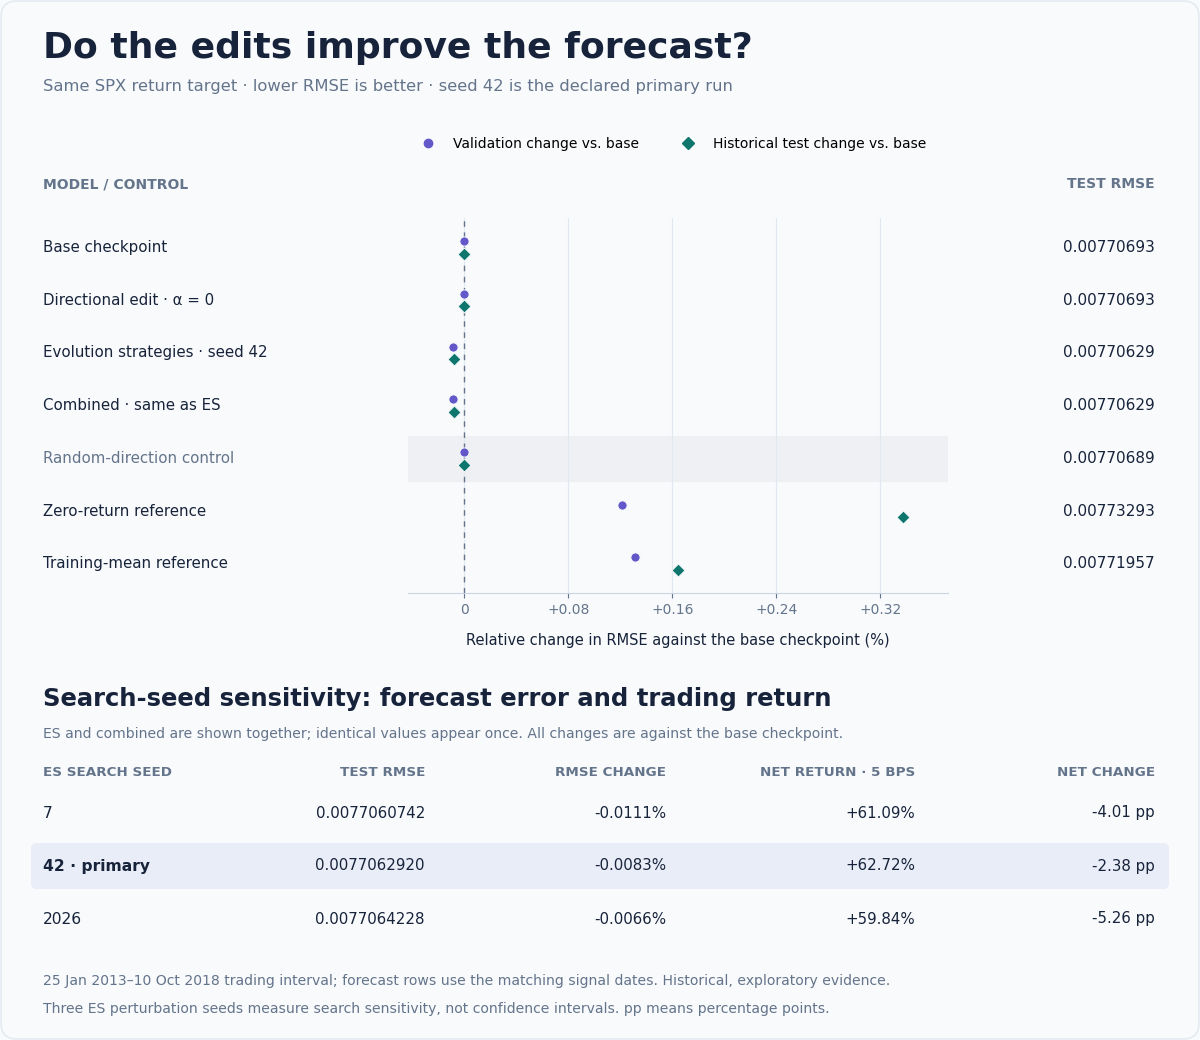 Do the edits improve the forecast?
Same SPX return target · lower RMSE is better · seed 42 is the declared primary run
Validation change vs. base Historical test change vs. base
MODEL / CONTROL TEST RMSE
Base checkpoint 0.00770693
Directional edit · α = 0 0.00770693
Evolution strategies · seed 42 0.00770629
Combined · same as ES 0.00770629
Random-direction control 0.00770689
Zero-return reference 0.00773293
Training-mean reference 0.00771957
0 +0.08 +0.16 +0.24 +0.32
Relative change in RMSE against the base checkpoint (%)
Search-seed sensitivity: forecast error and trading return
ES and combined are shown together; identical values appear once. All changes are against the base checkpoint.
ES SEARCH SEED TEST RMSE RMSE CHANGE NET RETURN · 5 BPS NET CHANGE
7 0.0077060742 -0.0111% +61.09% -4.01 pp
42 · primary 0.0077062920 -0.0083% +62.72% -2.38 pp
2026 0.0077064228 -0.0066% +59.84% -5.26 pp
25 Jan 2013–10 Oct 2018 trading interval; forecast rows use the matching signal dates. Historical, exploratory evidence.
Three ES perturbation seeds measure search sensitivity, not confidence intervals. pp means percentage points.